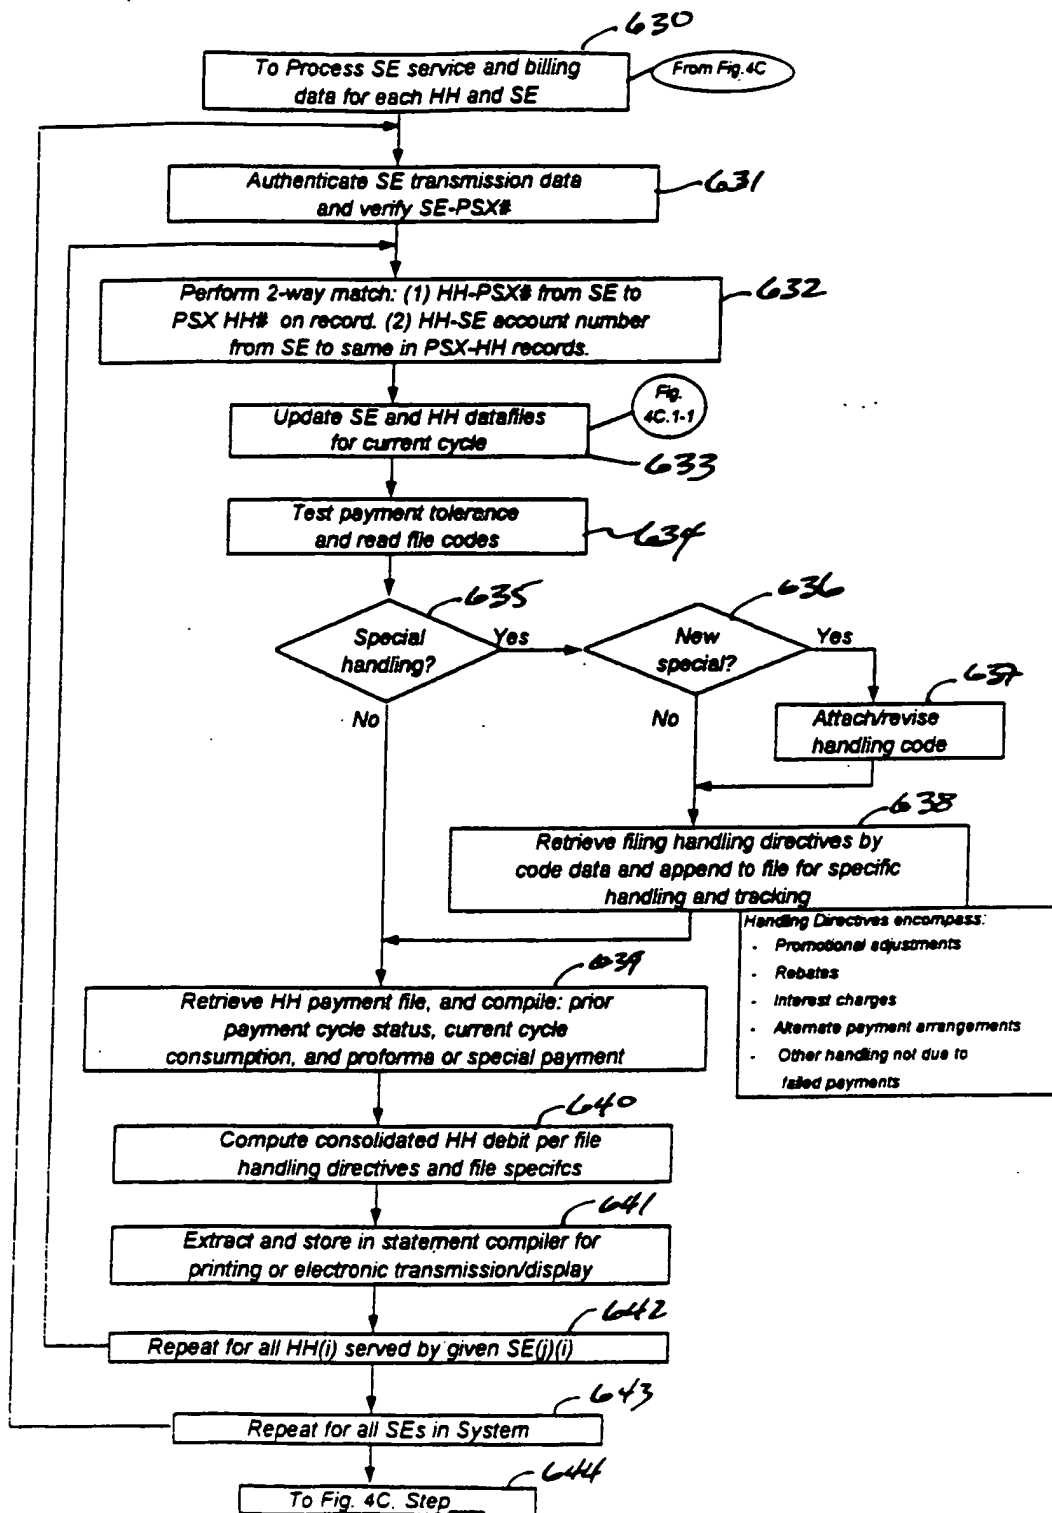 630
To Process SE service and billing
data for each HH and SE
From Fig.4C
Authenticate SE transmission data
and verify SE-PSX#
631
Perform 2-way match: (1) HH-PSX# from SE to
PSX HH# on record. (2) HH-SE account number
from SE to same in PSX-HH records.
632
Fig.
4C.1-1
Update SE and HH datafiles
for current cycle
633
Test payment tolerance
and read file codes
634
635
Special
handling?
Yes
No
636
New
special?
Yes
No
637
Attach/revise
handling code
638
Retrieve filing handling directives by
code data and append to file for specific
handling and tracking
Handling Directives encompass:
- Promotional adjustments
- Rebates
- Interest charges
- Alternate payment arrangements
- Other handling not due to
failed payments
639
Retrieve HH payment file, and compile: prior
payment cycle status, current cycle
consumption, and proforma or special payment
640
Compute consolidated HH debit per file
handling directives and file specifcs
641
Extract and store in statement compiler for
printing or electronic transmission/display
642
Repeat for all HH(i) served by given SE(j)(i)
643
Repeat for all SEs in System
644
To Fig. 4C, Step